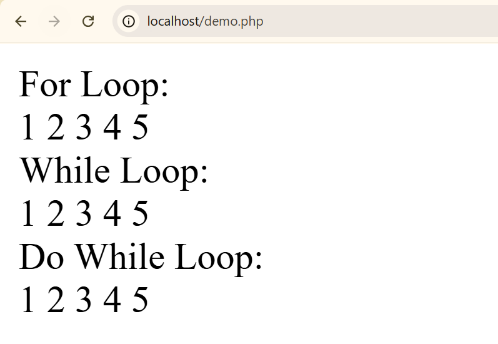 localhost/demo.php
For Loop:
1 2 3 4 5
While Loop:
1 2 3 4 5
Do While Loop:
1 2 3 4 5